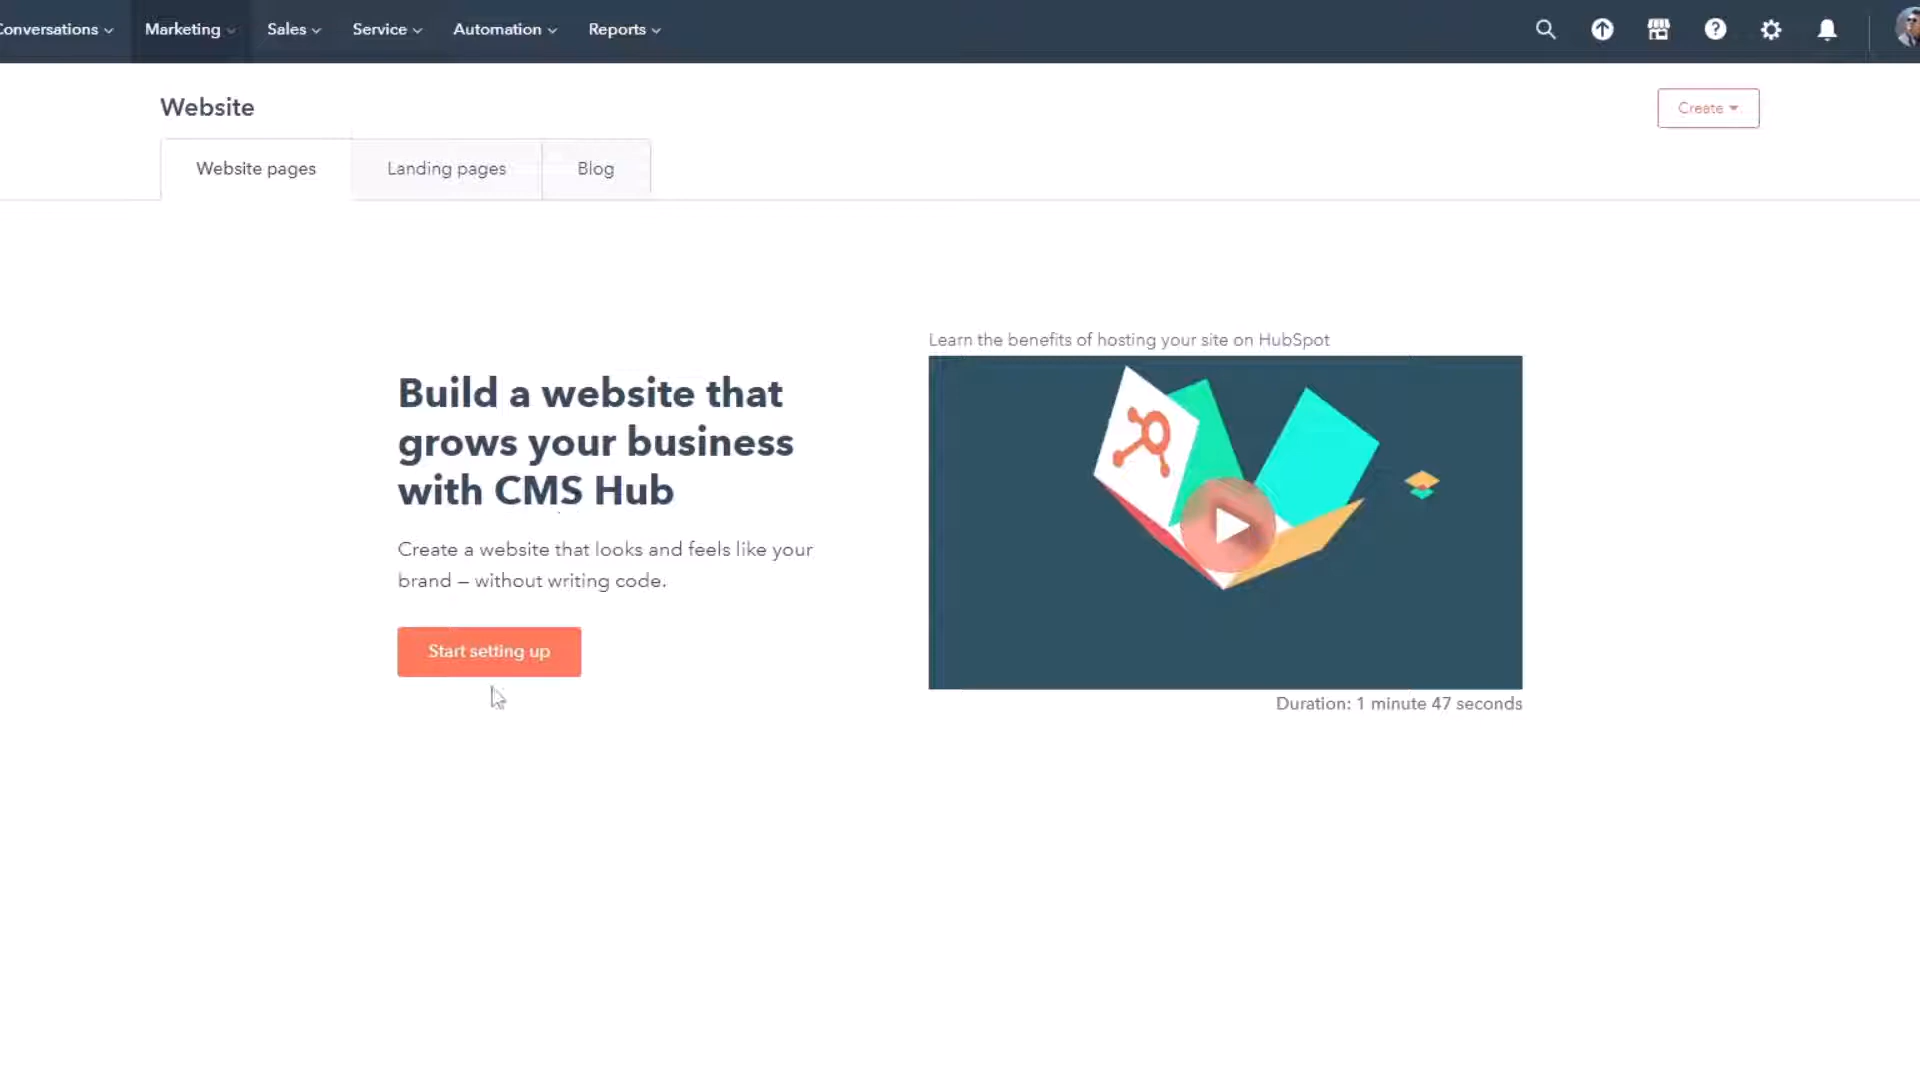 Conversations Marketing Sales Service Automation Reports
Website
Create
Website pages Landing pages Blog
Learn the benefits of hosting your site on HubSpot
Build a website that
grows your business
with CMS Hub
Create a website that looks and feels like your
brand – without writing code.
Start setting up
Duration: 1 minute 47 seconds